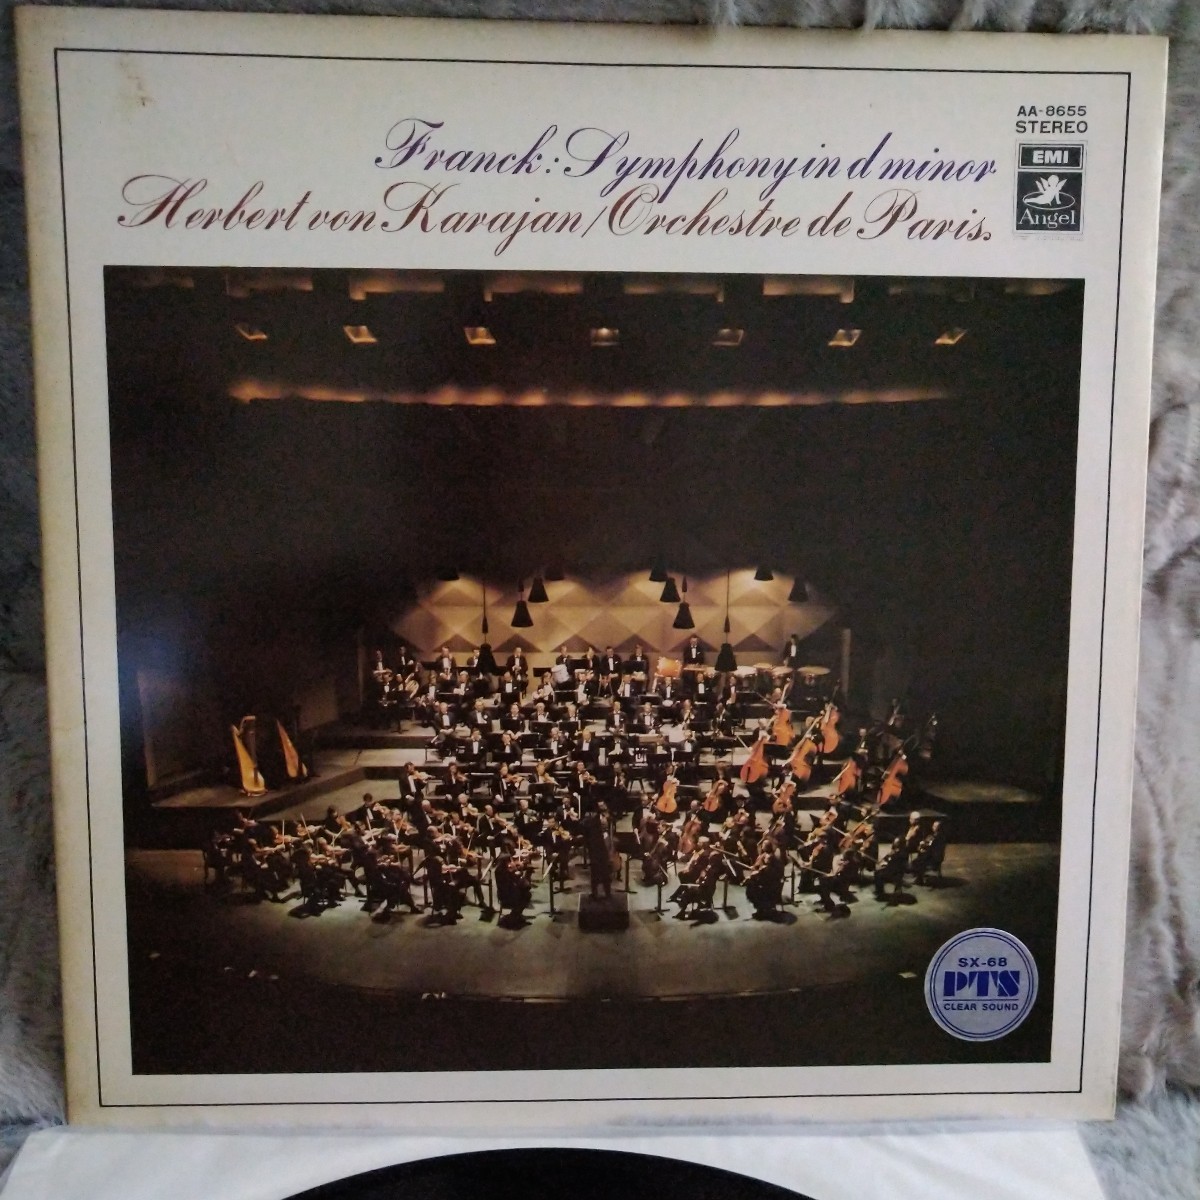 AA-8655
STEREO
EMI
Angel
Franck: Symphony in d minor
Herbert von Karajan/Orchestre de Paris.
SX-68
PTS
CLEAR SOUND